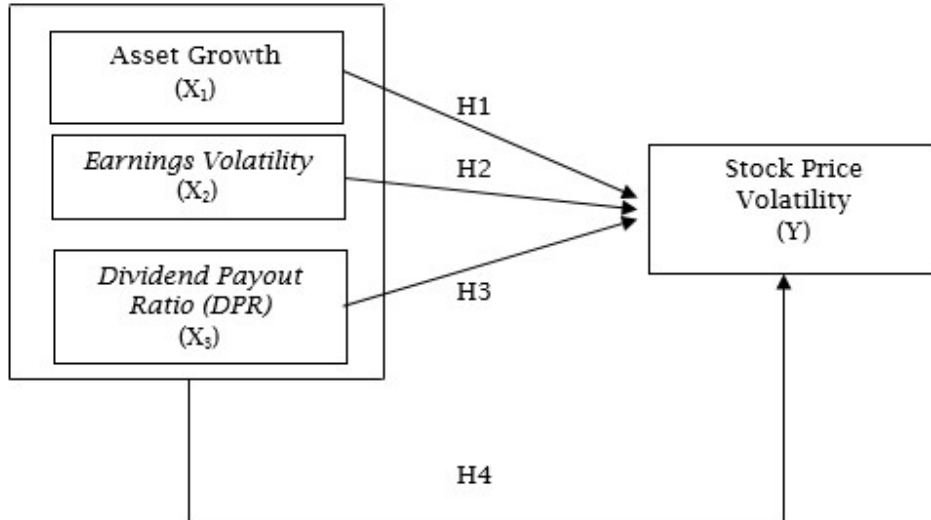 Asset Growth
(X₁)
H1
Earnings Volatility
(X₂)
H2
Stock Price
Volatility
(Y)
Dividend Payout
Ratio (DPR)
(X₃)
H3
H4